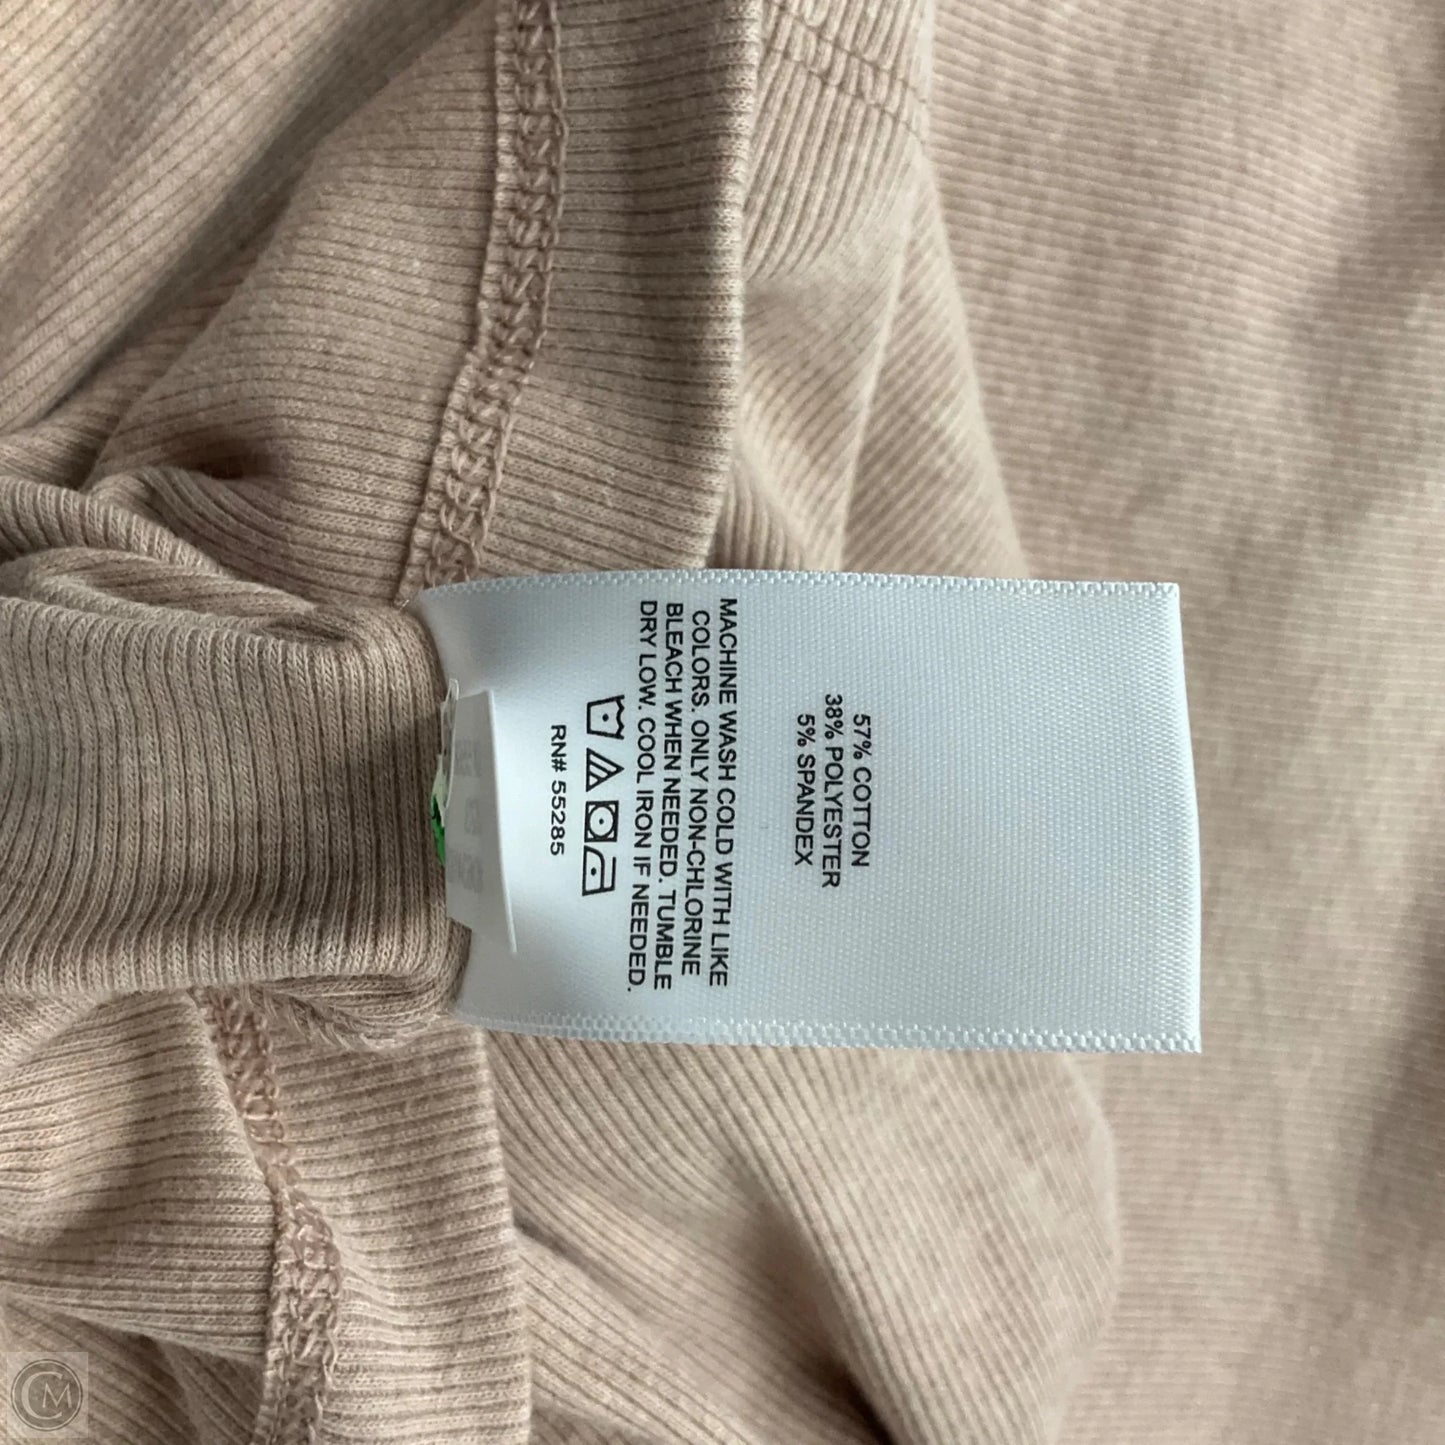 57% COTTON
38% POLYESTER
5% SPANDEX
MACHINE WASH COLD WITH LIKE
COLORS. ONLY NON-CHLORINE
BLEACH WHEN NEEDED. TUMBLE
DRY LOW. COOL IRON IF NEEDED.
RN# 55285
CM